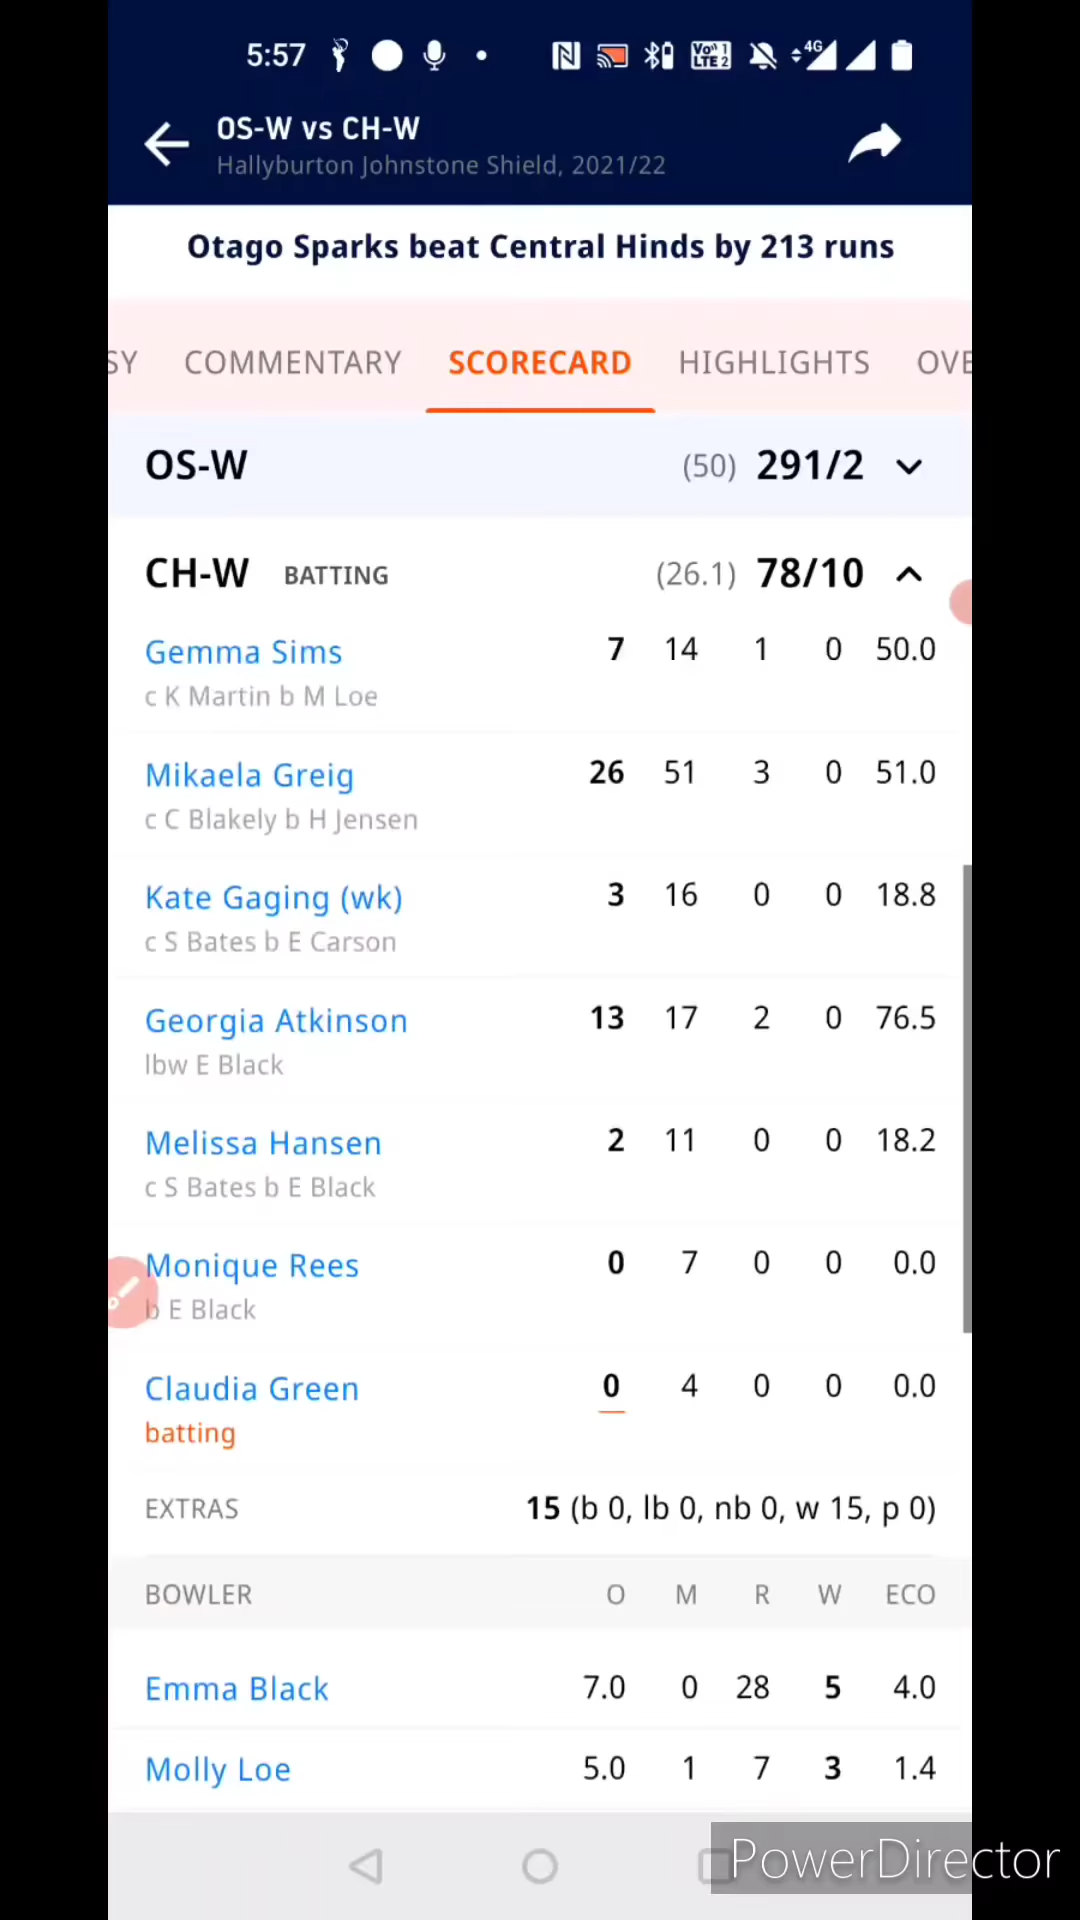 5:57
Vo)) 1
LTE 2
4G
OS-W vs CH-W
Hallyburton Johnstone Shield, 2021/22
Otago Sparks beat Central Hinds by 213 runs
SY COMMENTARY SCORECARD HIGHLIGHTS OVE
OS-W (50) 291/2
CH-W BATTING (26.1) 78/10
Gemma Sims 7 14 1 0 50.0
c K Martin b M Loe
Mikaela Greig 26 51 3 0 51.0
c C Blakely b H Jensen
Kate Gaging (wk) 3 16 0 0 18.8
c S Bates b E Carson
Georgia Atkinson 13 17 2 0 76.5
lbw E Black
Melissa Hansen 2 11 0 0 18.2
c S Bates b E Black
Monique Rees 0 7 0 0 0.0
b E Black
Claudia Green 0 4 0 0 0.0
batting
EXTRAS 15 (b 0, lb 0, nb 0, w 15, p 0)
BOWLER O M R W ECO
Emma Black 7.0 0 28 5 4.0
Molly Loe 5.0 1 7 3 1.4
PowerDirector